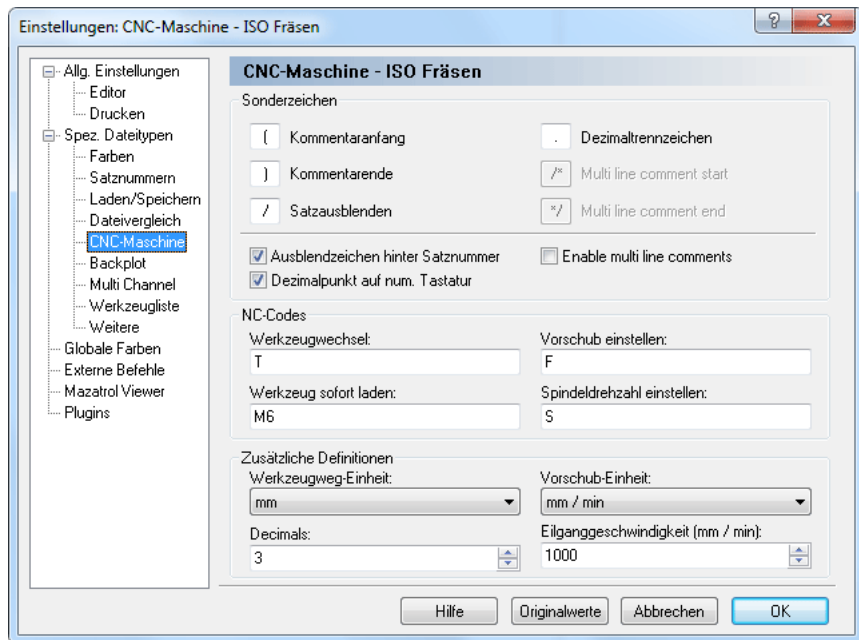 Einstellungen: CNC-Maschine - ISO Fräsen
Allg. Einstellungen
Editor
Drucken
Spez. Dateitypen
Farben
Satznummern
Laden/Speichern
Dateivergleich
CNC-Maschine
Backplot
Multi Channel
Werkzeugliste
Weitere
Globale Farben
Externe Befehle
Mazatrol Viewer
Plugins
CNC-Maschine - ISO Fräsen
Sonderzeichen
( Kommentaranfang
. Dezimaltrennzeichen
) Kommentarende
/* Multi line comment start
/ Satzausblenden
*/ Multi line comment end
Ausblendzeichen hinter Satznummer
Enable multi line comments
Dezimalpunkt auf num. Tastatur
NC-Codes
Werkzeugwechsel:
Vorschub einstellen:
T
F
Werkzeug sofort laden:
Spindeldrehzahl einstellen:
M6
S
Zusätzliche Definitionen
Werkzeugweg-Einheit:
Vorschub-Einheit:
mm
mm / min
Decimals:
Eilganggeschwindigkeit (mm / min):
3
1000
Hilfe
Originalwerte
Abbrechen
OK